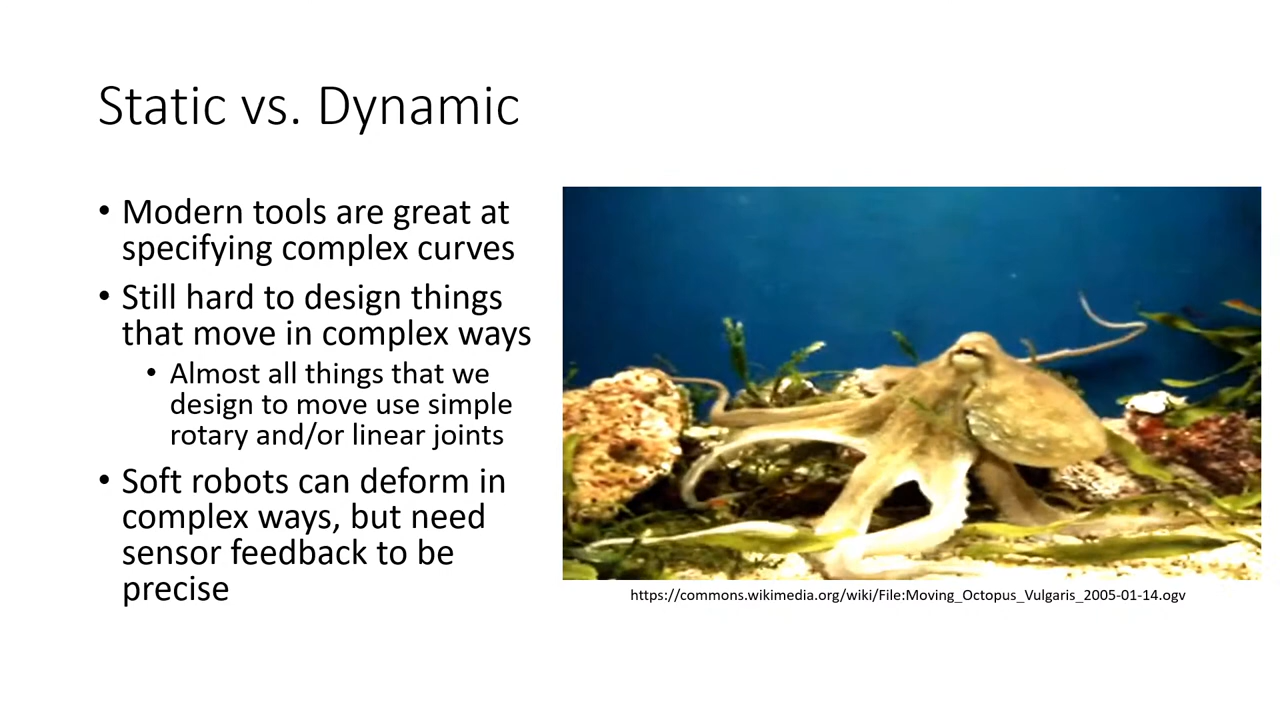 Static vs. Dynamic
• Modern tools are great at
specifying complex curves
• Still hard to design things
that move in complex ways
• Almost all things that we
design to move use simple
rotary and/or linear joints
• Soft robots can deform in
complex ways, but need
sensor feedback to be
precise
https://commons.wikimedia.org/wiki/File:Moving_Octopus_Vulgaris_2005-01-14.ogv